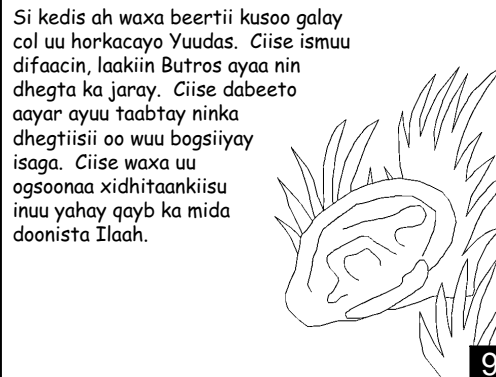 Si kedis ah waxa beertii kusoo galay
col uu horkacayo Yuudas. Ciise ismuu
difaacin, laakiin Butros ayaa nin
dhegta ka jaray. Ciise dabeeto
aayar ayuu taabtay ninka
dhegtiisii oo wuu bogsiiyay
isaga. Ciise waxa uu
ogsoonaa xidhitaankiisu
inuu yahay qayb ka mida
doonista Ilaah.
9